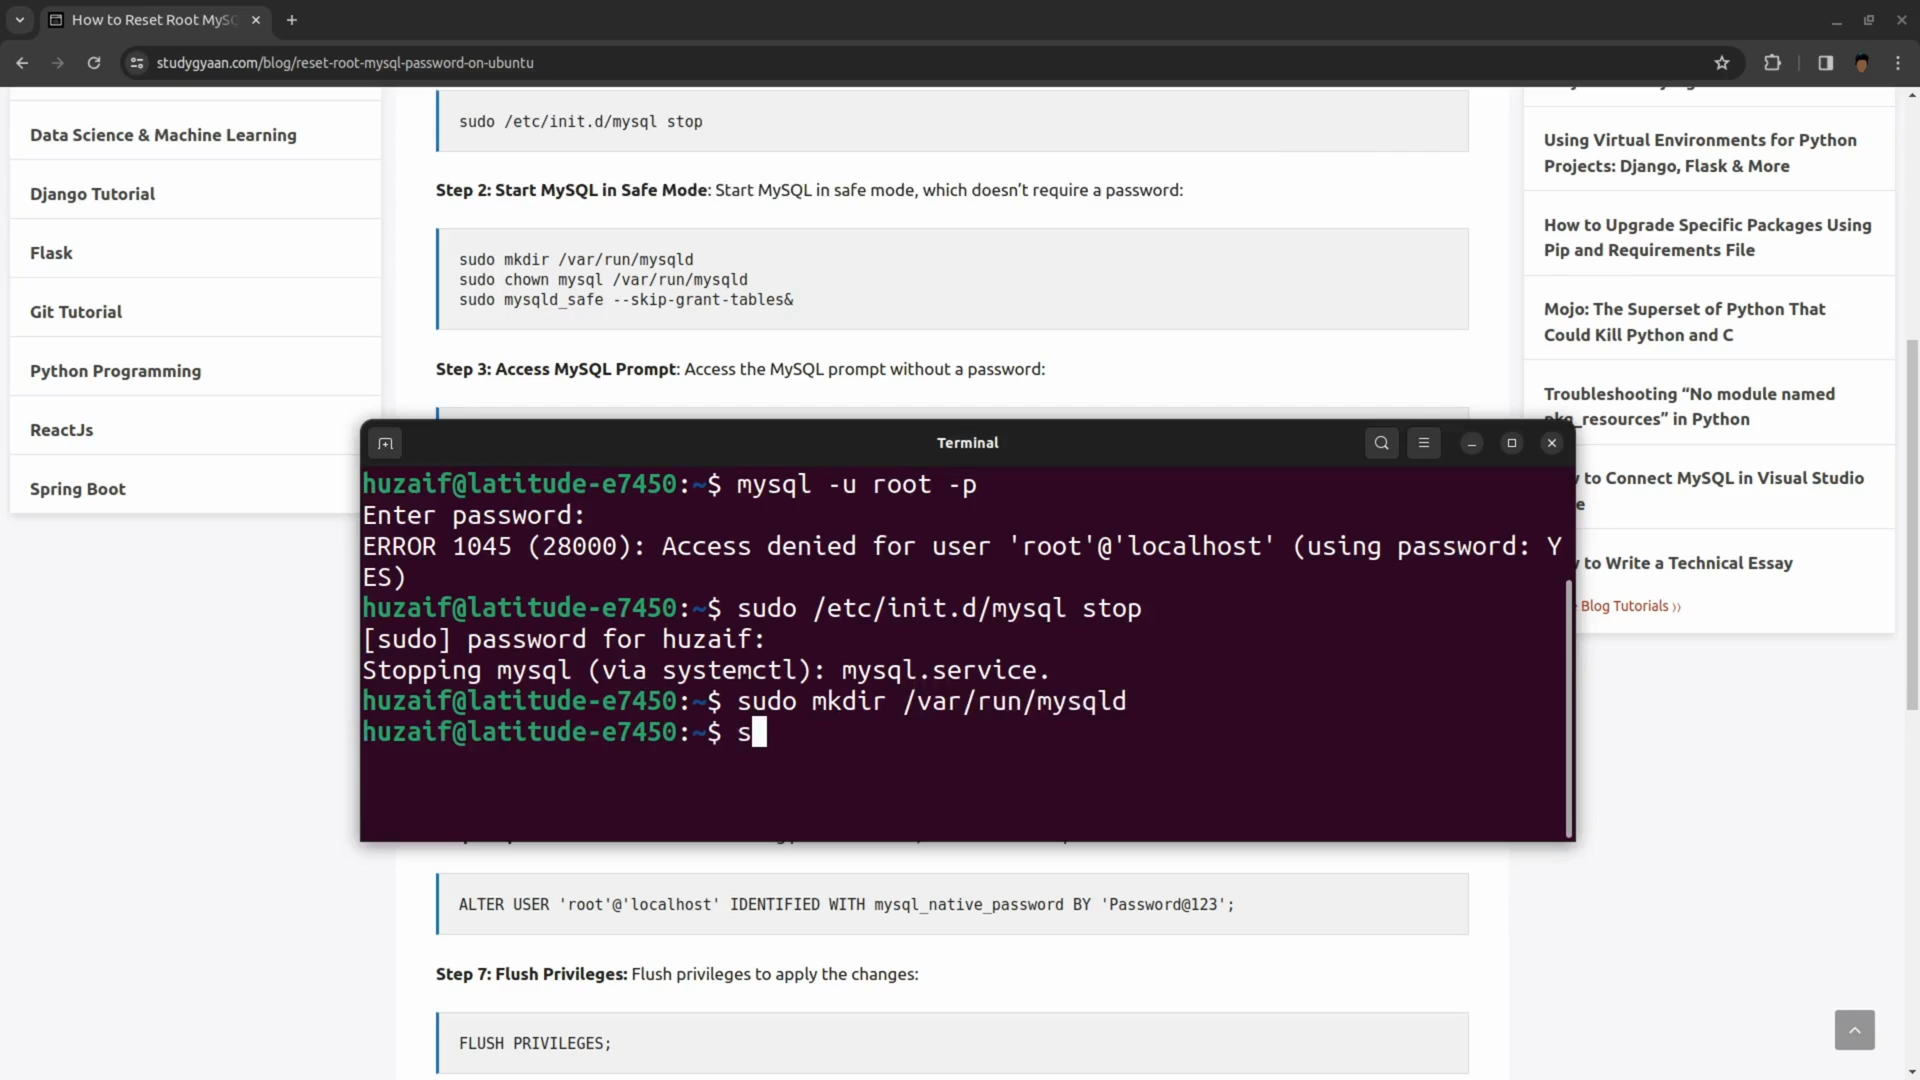 How to Reset Root MyS
studygyaan.com/blog/reset-root-mysql-password-on-ubuntu
Data Science & Machine Learning
Django Tutorial
Flask
Git Tutorial
Python Programming
ReactJs
Spring Boot
sudo /etc/init.d/mysql stop
Step 2: Start MySQL in Safe Mode: Start MySQL in safe mode, which doesn’t require a password:
sudo mkdir /var/run/mysqld
sudo chown mysql /var/run/mysqld
sudo mysqld_safe --skip-grant-tables&
Step 3: Access MySQL Prompt: Access the MySQL prompt without a password:
Terminal
huzaif@latitude-e7450:~$ mysql -u root -p
Enter password:
ERROR 1045 (28000): Access denied for user 'root'@'localhost' (using password: Y
ES)
huzaif@latitude-e7450:~$ sudo /etc/init.d/mysql stop
[sudo] password for huzaif:
Stopping mysql (via systemctl): mysql.service.
huzaif@latitude-e7450:~$ sudo mkdir /var/run/mysqld
huzaif@latitude-e7450:~$ s
ALTER USER 'root'@'localhost' IDENTIFIED WITH mysql_native_password BY 'Password@123';
Step 7: Flush Privileges: Flush privileges to apply the changes:
FLUSH PRIVILEGES;
Using Virtual Environments for Python
Projects: Django, Flask & More
How to Upgrade Specific Packages Using
Pip and Requirements File
Mojo: The Superset of Python That
Could Kill Python and C
Troubleshooting “No module named
pkg_resources” in Python
to Connect MySQL in Visual Studio
to Write a Technical Essay
Blog Tutorials ⟩⟩